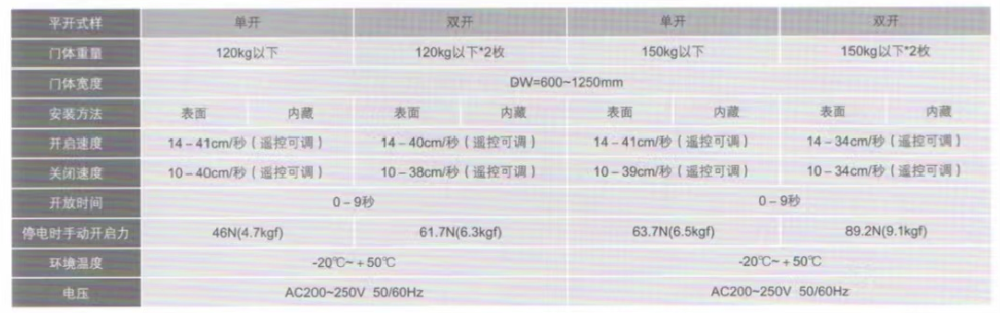 平开式样 单开 双开 单开 双开
门体重量 120kg以下 120kg以下*2枚 150kg以下 150kg以下*2枚
门体宽度 DW=600~1250mm
安装方法 表面 内藏 表面 内藏 表面 内藏 表面 内藏
开启速度 14-41cm/秒(遥控可调) 14-40cm/秒(遥控可调) 14-41cm/秒(遥控可调) 14-34cm/秒(遥控可调)
关闭速度 10-40cm/秒(遥控可调) 10-38cm/秒(遥控可调) 10-39cm/秒(遥控可调) 10-34cm/秒(遥控可调)
开放时间 0-9秒 0-9秒
停电时手动开启力 46N(4.7kgf) 61.7N(6.3kgf) 63.7N(6.5kgf) 89.2N(9.1kgf)
环境温度 -20℃~+50℃ -20℃~+50℃
电压 AC200~250V 50/60Hz AC200~250V 50/60Hz